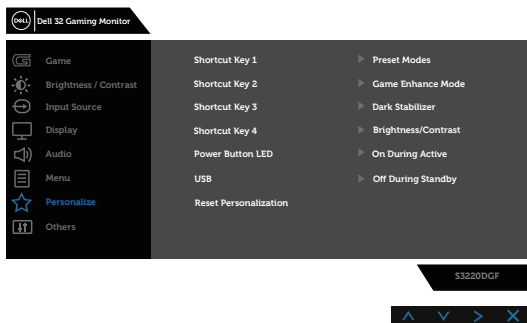 DELL Dell 32 Gaming Monitor
Game
Brightness / Contrast
Input Source
Display
Audio
Menu
Personalize
Others
Shortcut Key 1 Preset Modes
Shortcut Key 2 Game Enhance Mode
Shortcut Key 3 Dark Stabilizer
Shortcut Key 4 Brightness/Contrast
Power Button LED On During Active
USB Off During Standby
Reset Personalization
S3220DGF